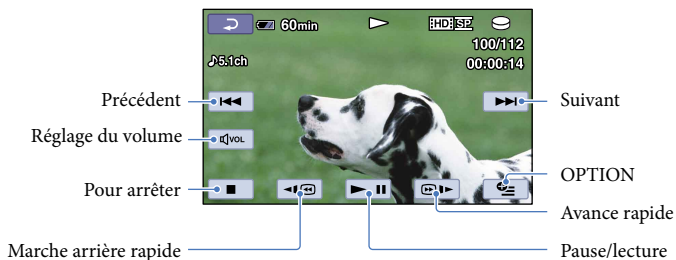 60min
HD SP
100/112
♪5.1ch
00:00:14
Précédent
Suivant
Réglage du volume
VOL
OPTION
Pour arrêter
Avance rapide
Marche arrière rapide
Pause/lecture